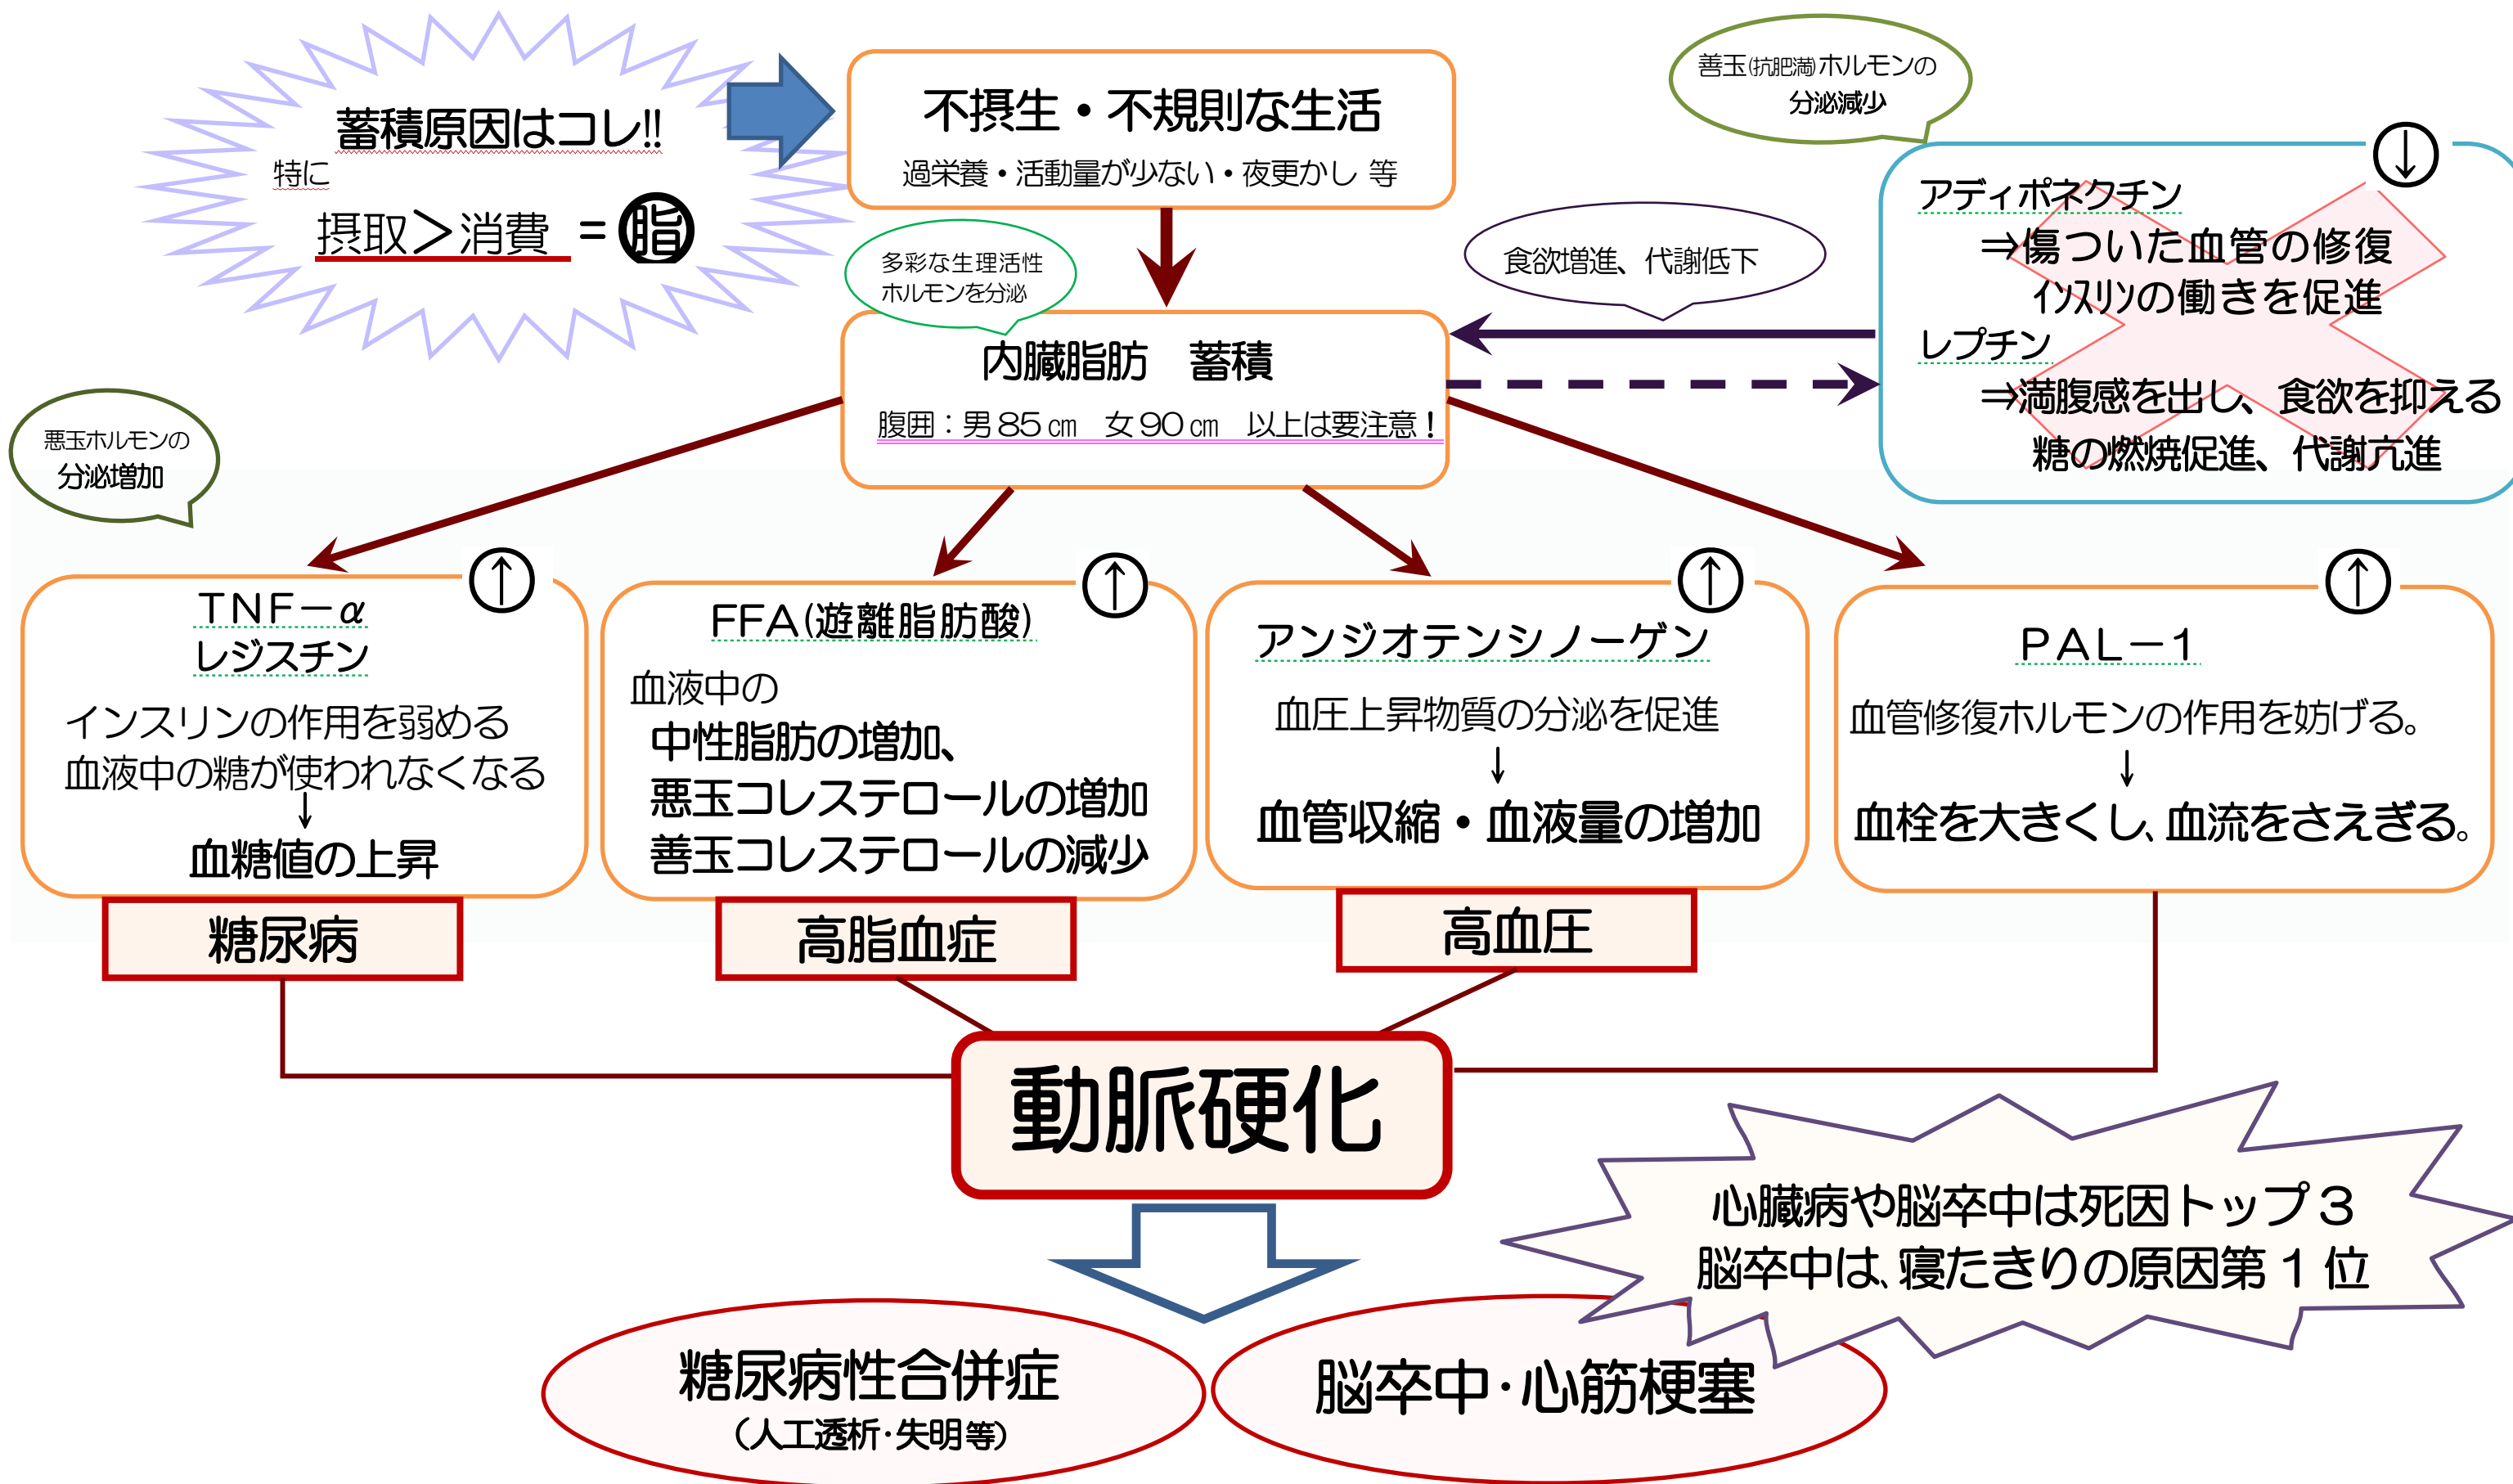 蓄積原因はコレ!!
特に
摂取＞消費 ＝ 脂
不摂生・不規則な生活
過栄養・活動量が少ない・夜更かし 等
善玉(抗肥満)ホルモンの
分泌減少
多彩な生理活性
ホルモンを分泌
食欲増進、代謝低下
↓
アディポネクチン
⇒傷ついた血管の修復
ｲﾝｽﾘﾝの働きを促進
レプチン
⇒満腹感を出し、食欲を抑える
糖の燃焼促進、代謝亢進
内臓脂肪　蓄積
腹囲：男85㎝　女90㎝　以上は要注意！
悪玉ホルモンの
分泌増加
↑
ＴＮＦ－α
レジスチン
インスリンの作用を弱める
血液中の糖が使われなくなる
↓
血糖値の上昇
糖尿病
↑
ＦＦＡ(遊離脂肪酸)
血液中の
中性脂肪の増加、
悪玉コレステロールの増加
善玉コレステロールの減少
高脂血症
↑
アンジオテンシノーゲン
血圧上昇物質の分泌を促進
↓
血管収縮・血液量の増加
高血圧
↑
ＰＡＬ－１
血管修復ホルモンの作用を妨げる。
↓
血栓を大きくし、血流をさえぎる。
動脈硬化
心臓病や脳卒中は死因トップ３
脳卒中は、寝たきりの原因第１位
糖尿病性合併症
（人工透析・失明等）
脳卒中・心筋梗塞